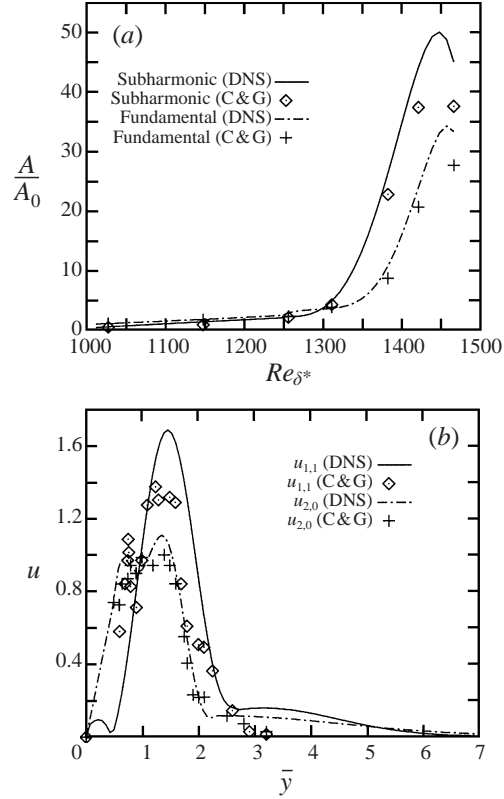 (a)
50
40
30
20
10
0
A
A0
Subharmonic (DNS)
Subharmonic (C & G)
Fundamental (DNS)
Fundamental (C & G)
1000 1100 1200 1300 1400 1500
Reδ*
(b)
1.6
1.2
0.8
0.4
u
u1,1 (DNS)
u1,1 (C & G)
u2,0 (DNS)
u2,0 (C & G)
0 1 2 3 4 5 6 7
y̅